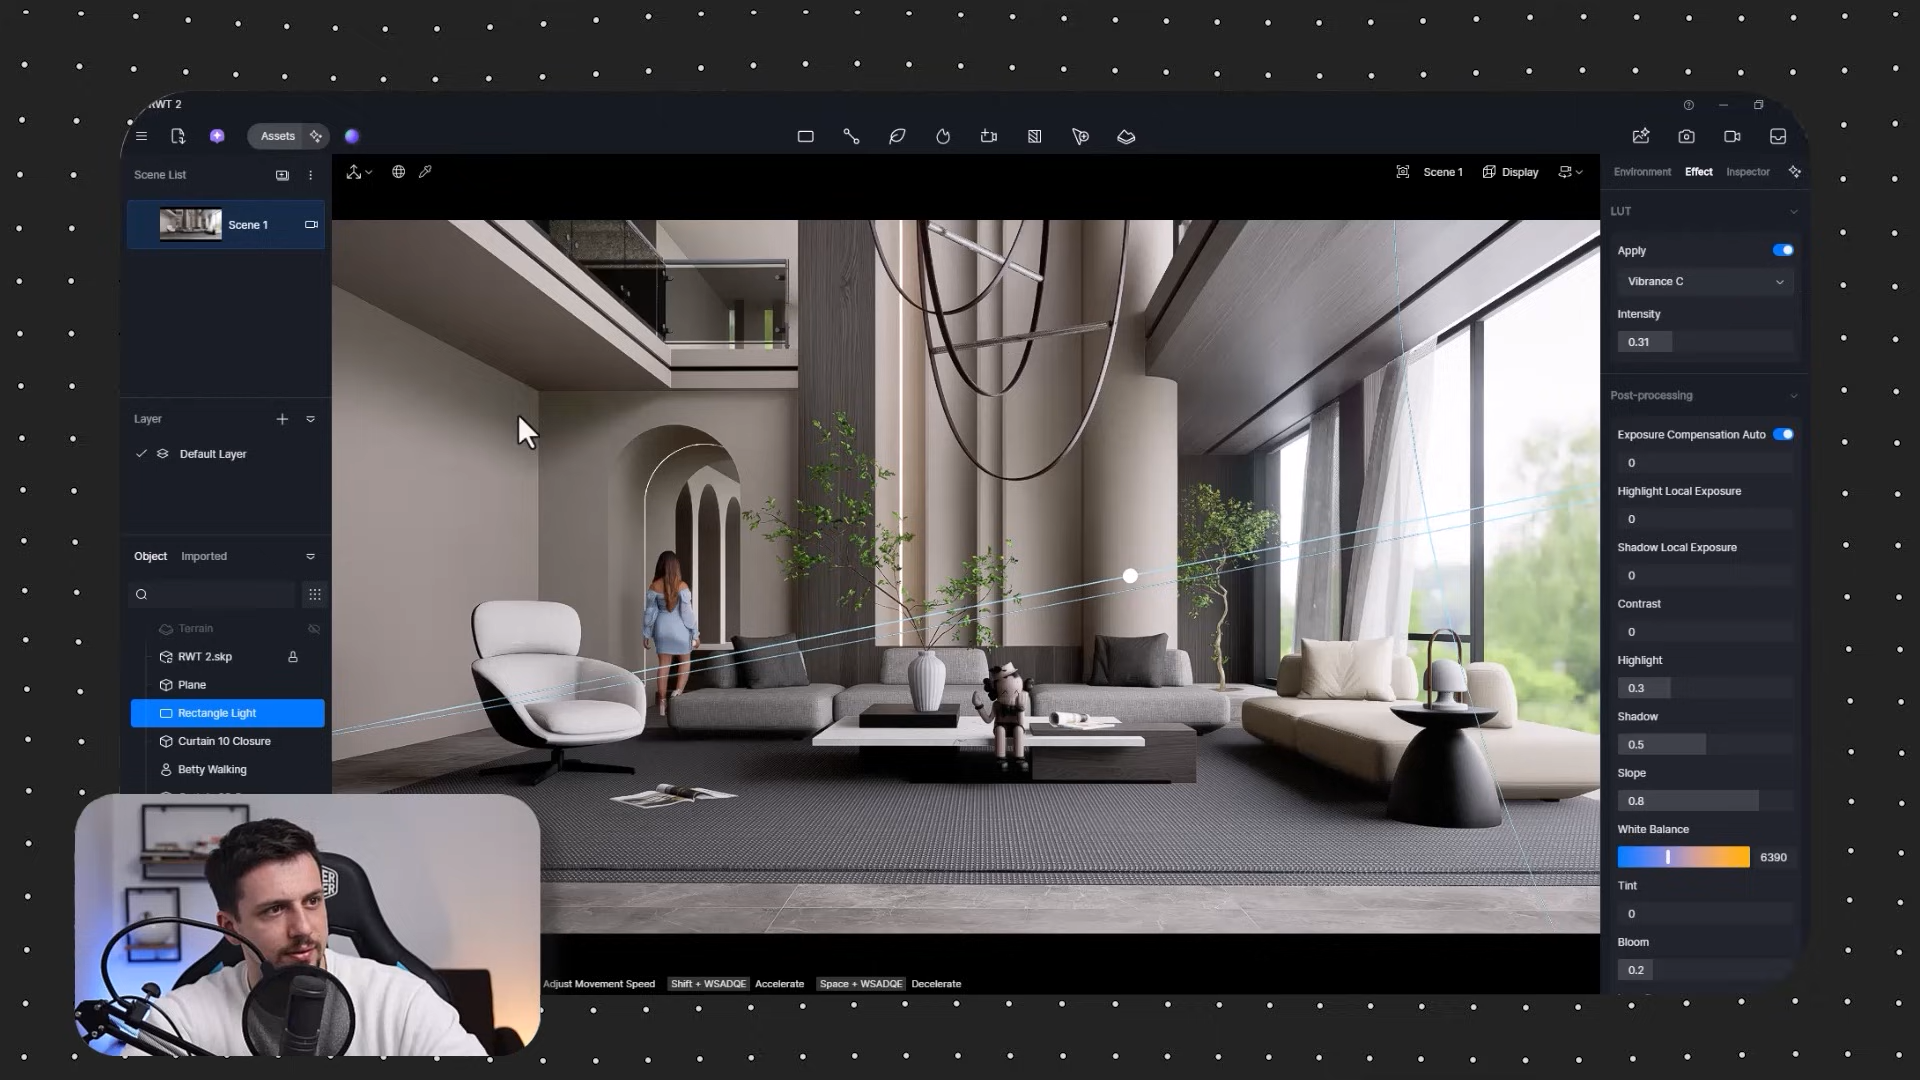 RWT 2
Assets
Scene List
Scene 1
Layer
Default Layer
Object
Imported
Terrain
RWT 2.skp
Plane
Rectangle Light
Curtain 10 Closure
Betty Walking
Scene 1
Display
Adjust Movement Speed
Shift + WSADQE
Accelerate
Space + WSADQE
Decelerate
Environment
Effect
Inspector
LUT
Apply
Vibrance C
Intensity
0.31
Post-processing
Exposure Compensation Auto
0
Highlight Local Exposure
0
Shadow Local Exposure
0
Contrast
0
Highlight
0.3
Shadow
0.5
Slope
0.8
White Balance
6390
Tint
0
Bloom
0.2